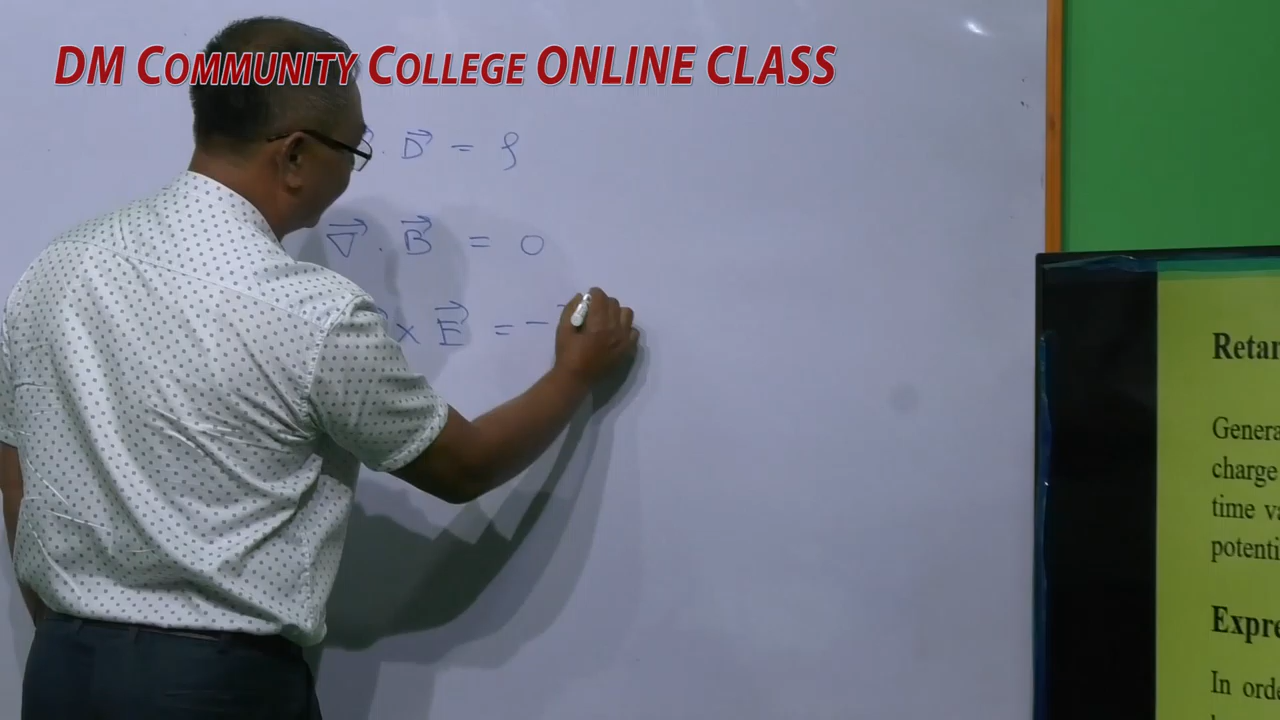 DM COMMUNITY COLLEGE ONLINE CLASS
. D⃗ = ρ
∇⃗ . B⃗ = 0
× E⃗ = −
Retar
Genera
charge
time va
potenti
Expre
In orde